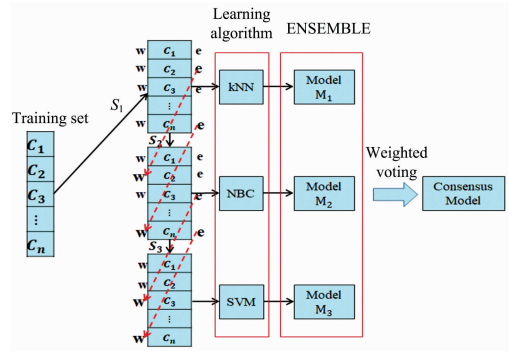 Learning algorithm
ENSEMBLE
Training set
C1
C2
C3
⋮
Cn
S1
w C1 e
w C2 e
w C3 e
⋮
w Cn e
S2
w C1 e
w C2 e
w C3 e
⋮
w Cn e
S3
w C1
w C2
w C3
⋮
w Cn
kNN
NBC
SVM
Model M1
Model M2
Model M3
Weighted voting
Consensus Model